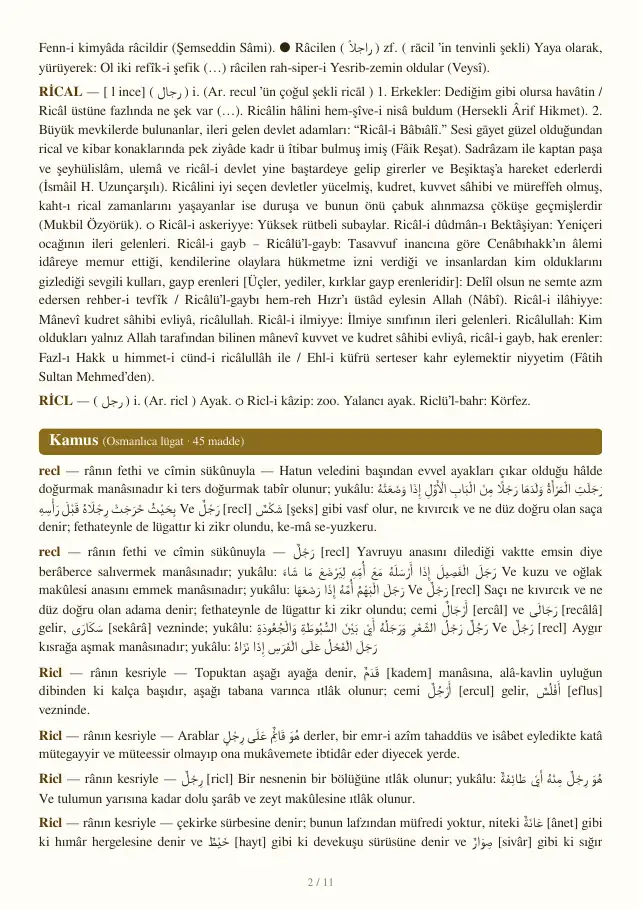 Fenn-i kimyâda râcildir (Şemseddin Sâmi). ● Râcilen ( راجلاً ) zf. ( râcil ’in tenvinli şekli) Yaya olarak,
yürüyerek: Ol iki refîk-i şefik (…) râcilen rah-siper-i Yesrib-zemin oldular (Veysî).
RİCAL — [ l ince] ( رجال ) i. (Ar. recul ’ün çoğul şekli ricāl ) 1. Erkekler: Dediğim gibi olursa havâtin /
Ricâl üstüne fazlında ne şek var (…). Ricâlin hâlini hem-şîve-i nisâ buldum (Hersekli Ârif Hikmet). 2.
Büyük mevkilerde bulunanlar, ileri gelen devlet adamları: “Ricâl-i Bâbıâlî.” Sesi gāyet güzel olduğundan
rical ve kibar konaklarında pek ziyâde kadr ü îtibar bulmuş imiş (Fâik Reşat). Sadrâzam ile kaptan paşa
ve şeyhülislâm, ulemâ ve ricâl-i devlet yine baştardeye gelip girerler ve Beşiktaş’a hareket ederlerdi
(İsmâil H. Uzunçarşılı). Ricâlini iyi seçen devletler yücelmiş, kudret, kuvvet sâhibi ve müreffeh olmuş,
kaht-ı rical zamanlarını yaşayanlar ise duruşa ve bunun önü çabuk alınmazsa çöküşe geçmişlerdir
(Mukbil Özyörük). ѻ Ricâl-i askeriyye: Yüksek rütbeli subaylar. Ricâl-i dûdmân-ı Bektâşiyan: Yeniçeri
ocağının ileri gelenleri. Ricâl-i gayb – Ricâlü’l-gayb: Tasavvuf inancına göre Cenâbıhakk’ın âlemi
idâreye memur ettiği, kendilerine olaylara hükmetme izni verdiği ve insanlardan kim olduklarını
gizlediği sevgili kulları, gayp erenleri [Üçler, yediler, kırklar gayp erenleridir]: Delîl olsun ne semte azm
edersen rehber-i tevfîk / Ricâlü’l-gaybı hem-reh Hızr’ı üstâd eylesin Allah (Nâbî). Ricâl-i ilâhiyye:
Mânevî kudret sâhibi evliyâ, ricâlullah. Ricâl-i ilmiyye: İlmiye sınıfının ileri gelenleri. Ricâlullah: Kim
oldukları yalnız Allah tarafından bilinen mânevî kuvvet ve kudret sâhibi evliyâ, ricâl-i gayb, hak erenler:
Fazl-ı Hakk u himmet-i cünd-i ricâlullâh ile / Ehl-i küfrü serteser kahr eylemektir niyyetim (Fâtih
Sultan Mehmed’den).
RİCL — ( رجل ) i. (Ar. ricl ) Ayak. ѻ Ricl-i kâzip: zoo. Yalancı ayak. Riclü’l-bahr: Körfez.
Kamus (Osmanlıca lügat · 45 madde)
recl — rânın fethi ve cîmin sükûnuyla — Hatun veledini başından evvel ayakları çıkar olduğu hâlde
doğurmak manâsınadır ki ters doğurmak tabîr olunur; yukâlu: رَجَلَتِ الْمَرْأَةُ وَلَدَهَا رَجْلًا مِنَ الْبَابِ الْأَوَّلِ إِذَا وَضَعَتْهُ
بِحَيْثُ خَرَجَتْ رِجْلَاهُ قَبْلَ رَأْسِهِ Ve رَجْلٌ [recl] شَكْسٌ [şeks] gibi vasf olur, ne kıvırcık ve ne düz doğru olan saça
denir; fethateynle de lügattır ki zikr olundu, ke-mâ se-yuzkeru.
recl — rânın fethi ve cîmin sükûnuyla — رَجْلٌ [recl] Yavruyu anasını dilediği vaktte emsin diye
berâberce salıvermek manâsınadır; yukâlu: رَجَلَ الْفَصِيلَ إِذَا أَرْسَلَهُ مَعَ أُمِّهِ لِيَرْضَعَ مَا شَاءَ Ve kuzu ve oğlak
makûlesi anasını emmek manâsınadır; yukâlu: رَجَلَ الْبَهْمُ أُمَّهُ إِذَا رَضَعَهَا Ve رَجْلٌ [recl] Saçı ne kıvırcık ve ne
düz doğru olan adama denir; fethateynle de lügattır ki zikr olundu; cemi أَرْجَالٌ [ercâl] ve رَجَالَى [recâlâ]
gelir, سَكَارَى [sekârâ] vezninde; yukâlu: رَجُلٌ رَجْلُ الشَّعْرِ وَرَجَلُهُ أَيْ بَيْنَ السُّبُوطَةِ وَالْجُعُودَةِ Ve رَجْلٌ [recl] Aygır
kısrağa aşmak manâsınadır; yukâlu: رَجَلَ الْفَحْلُ عَلَى الْفَرَسِ إِذَا نَزَاهُ
Ricl — rânın kesriyle — Topuktan aşağı ayağa denir, قَدَمٌ [kadem] manâsına, alâ-kavlin uyluğun
dibinden ki kalça başıdır, aşağı tabana varınca ıtlâk olunur; cemi أَرْجُلٌ [ercul] gelir, أَفْلُسٌ [eflus]
vezninde.
Ricl — rânın kesriyle — Arablar هُوَ قَائِمٌ عَلَى رِجْلٍ derler, bir emr-i azîm tahaddüs ve isâbet eyledikte katâ
mütegayyir ve müteessir olmayıp ona mukâvemete ibtidâr eder diyecek yerde.
Ricl — rânın kesriyle — رِجْلٌ [ricl] Bir nesnenin bir bölüğüne ıtlâk olunur; yukâlu: هُوَ رِجْلٌ مِنْهُ أَيْ طَائِفَةٌ
Ve tulumun yarısına kadar dolu şarâb ve zeyt makûlesine ıtlâk olunur.
Ricl — rânın kesriyle — çekirke sürbesine denir; bunun lafzından müfredi yoktur, niteki عَانَةٌ [ânet] gibi
ki hımâr hergelesine denir ve خَيْطٌ [hayt] gibi ki devekuşu sürüsüne denir ve صِوَارٌ [sivâr] gibi ki sığır
2 / 11